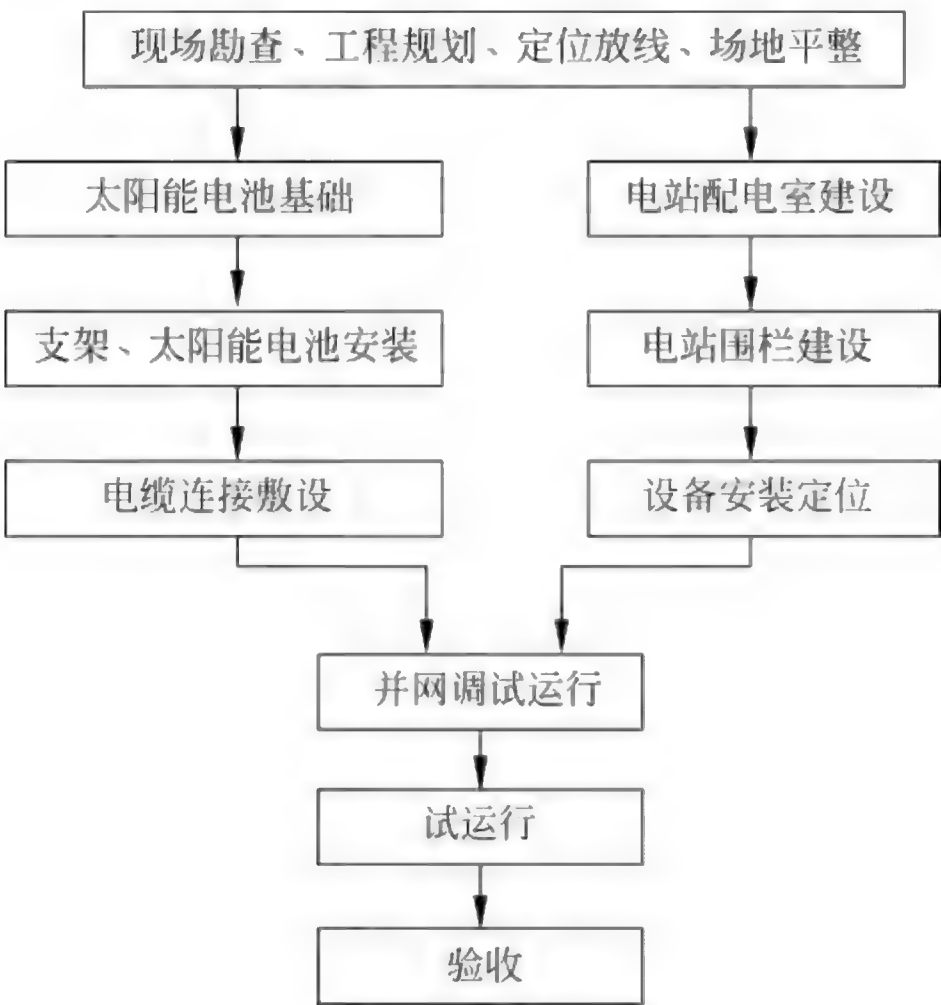 现场勘查、工程规划、定位放线、场地平整
太阳能电池基础
电站配电室建设
支架、太阳能电池安装
电站围栏建设
电缆连接敷设
设备安装定位
并网调试运行
试运行
验收